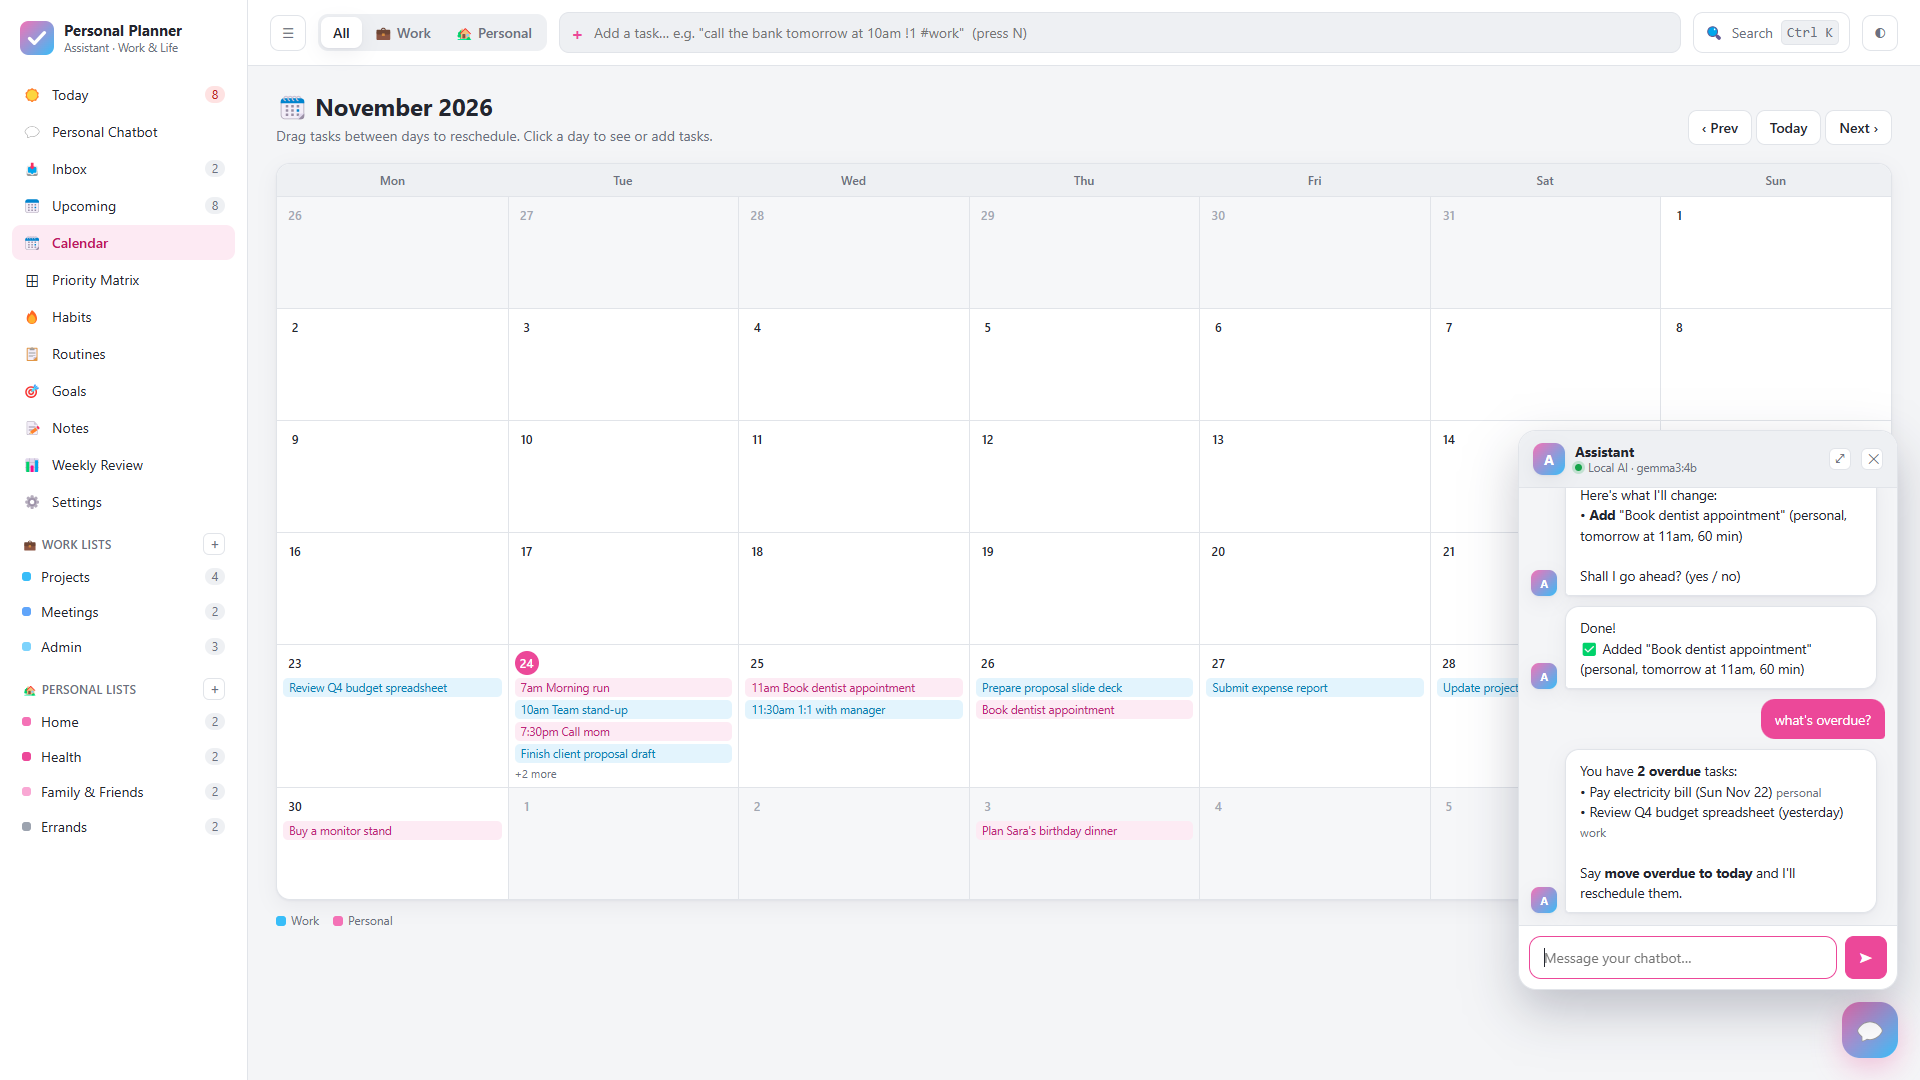 Personal Planner
Assistant · Work & Life
Today 8
Personal Chatbot
Inbox 2
Upcoming 8
Calendar
Priority Matrix
Habits
Routines
Goals
Notes
Weekly Review
Settings
WORK LISTS +
Projects 4
Meetings 2
Admin 3
PERSONAL LISTS +
Home 2
Health 2
Family & Friends 2
Errands 2
All Work Personal
+ Add a task... e.g. "call the bank tomorrow at 10am !1 #work" (press N)
Search Ctrl K
November 2026
Drag tasks between days to reschedule. Click a day to see or add tasks.
‹ Prev Today Next ›
Mon Tue Wed Thu Fri Sat Sun
26 27 28 29 30 31 1
2 3 4 5 6 7 8
9 10 11 12 13 14
16 17 18 19 20 21
23
Review Q4 budget spreadsheet
24
7am Morning run
10am Team stand-up
7:30pm Call mom
Finish client proposal draft
+2 more
25
11am Book dentist appointment
11:30am 1:1 with manager
26
Prepare proposal slide deck
Book dentist appointment
27
Submit expense report
28
Update project
30
Buy a monitor stand
1 2
3
Plan Sara's birthday dinner
4 5
Work Personal
A
Assistant
Local AI · gemma3:4b
Here's what I'll change:
• Add "Book dentist appointment" (personal,
tomorrow at 11am, 60 min)
Shall I go ahead? (yes / no)
A
Done!
✅ Added "Book dentist appointment"
(personal, tomorrow at 11am, 60 min)
A
what's overdue?
You have 2 overdue tasks:
• Pay electricity bill (Sun Nov 22) personal
• Review Q4 budget spreadsheet (yesterday)
work
Say move overdue to today and I'll
reschedule them.
A
Message your chatbot...